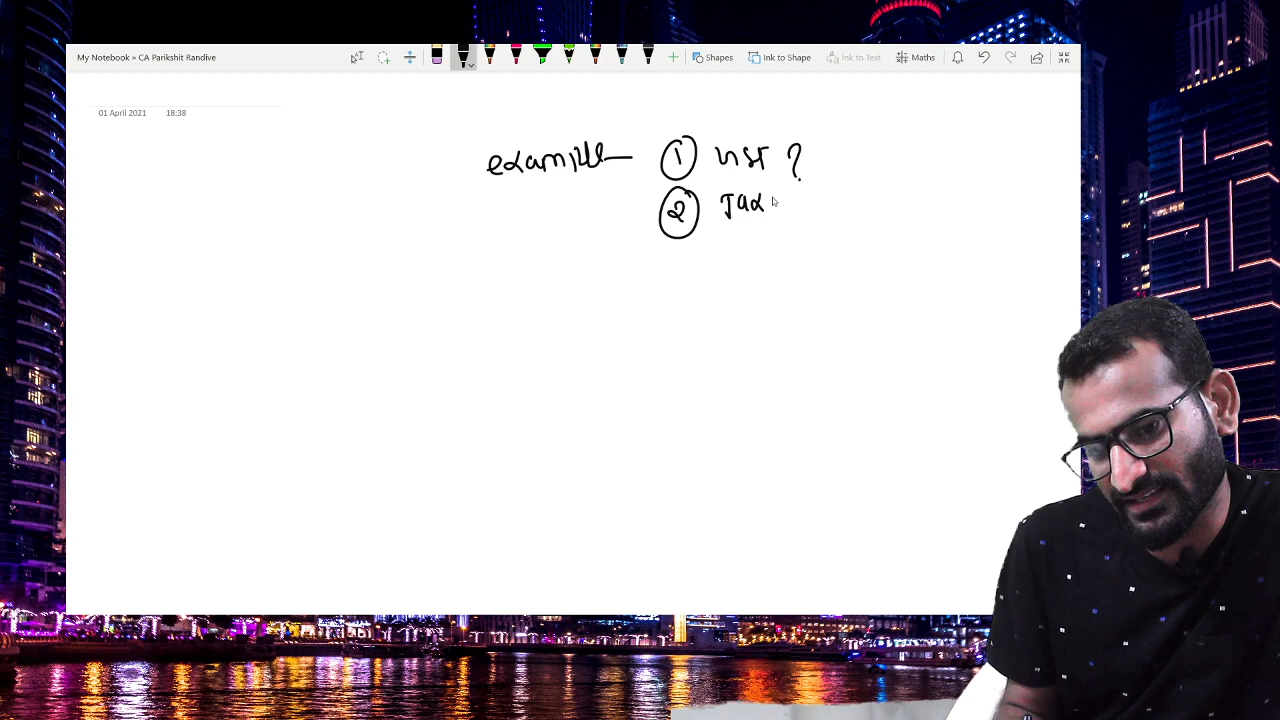 My Notebook » CA Parikshit Randive
Shapes Ink to Shape Ink to Text Maths
01 April 2021 18:38
example — ① ?
② Tax